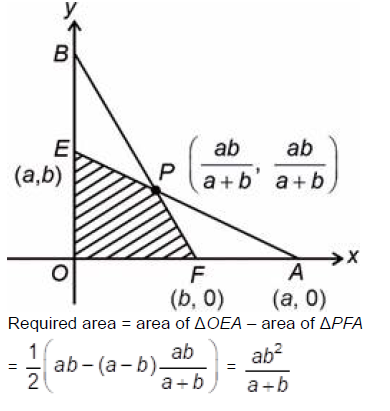 y
B
E
(a,b)
P (ab/(a+b), ab/(a+b))
x
O F A
(b, 0) (a, 0)
Required area = area of ΔOEA – area of ΔPFA
= 1/2(ab–(a–b)ab/(a+b)) = ab²/(a+b)